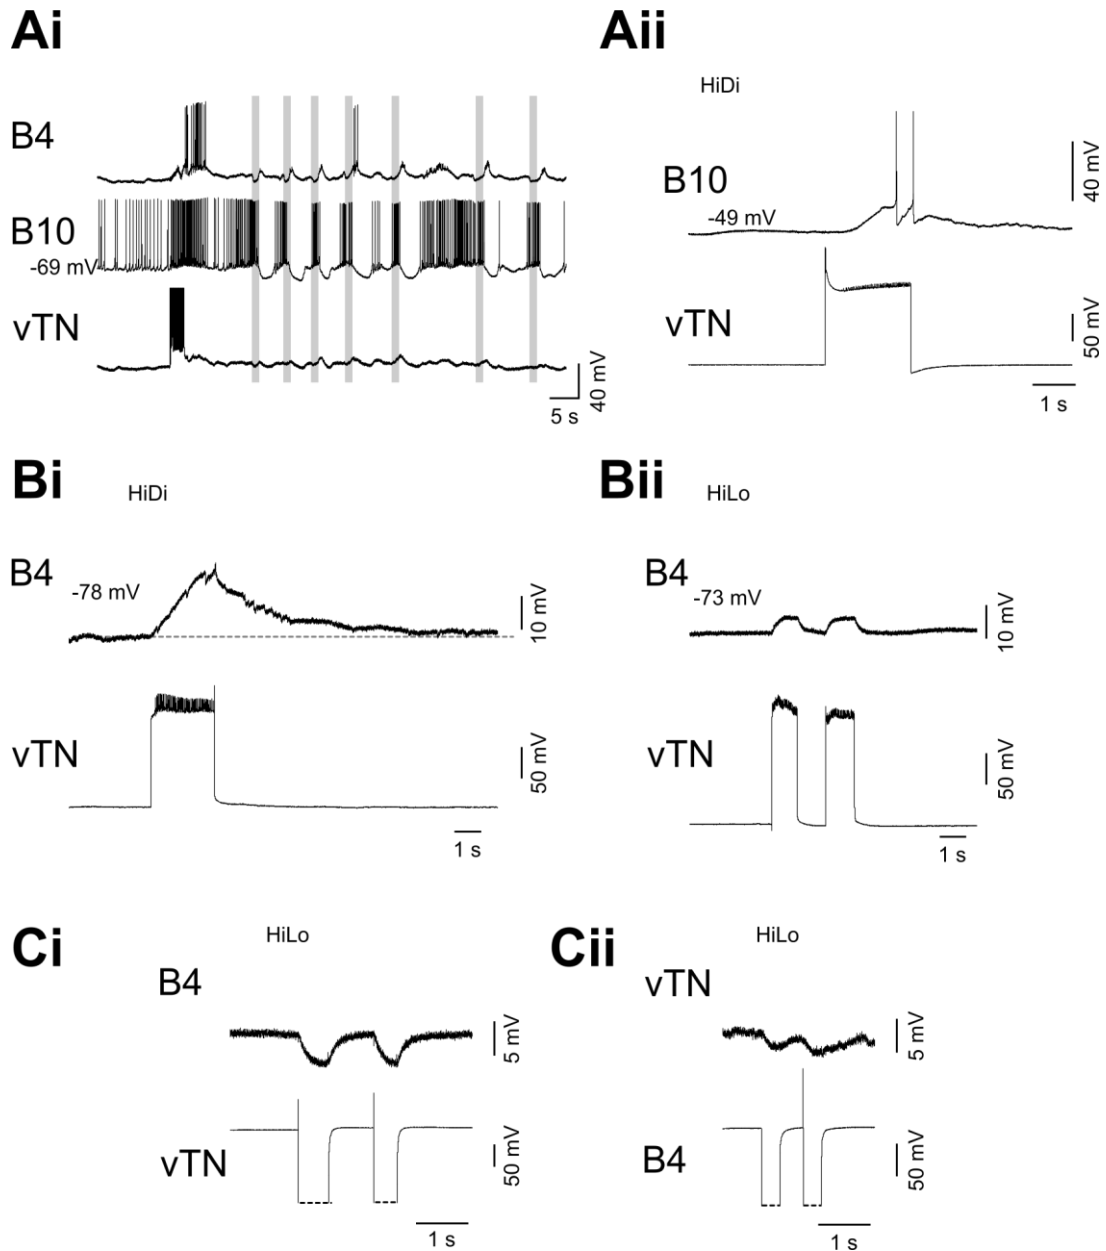 Ai
B4
B10
-69 mV
vTN
40 mV
5 s
Aii
HiDi
B10
-49 mV
40 mV
vTN
50 mV
1 s
Bi
HiDi
B4
-78 mV
10 mV
vTN
50 mV
1 s
Bii
HiLo
B4
-73 mV
10 mV
vTN
50 mV
1 s
Ci
HiLo
B4
5 mV
vTN
50 mV
1 s
Cii
HiLo
vTN
5 mV
B4
50 mV
1 s